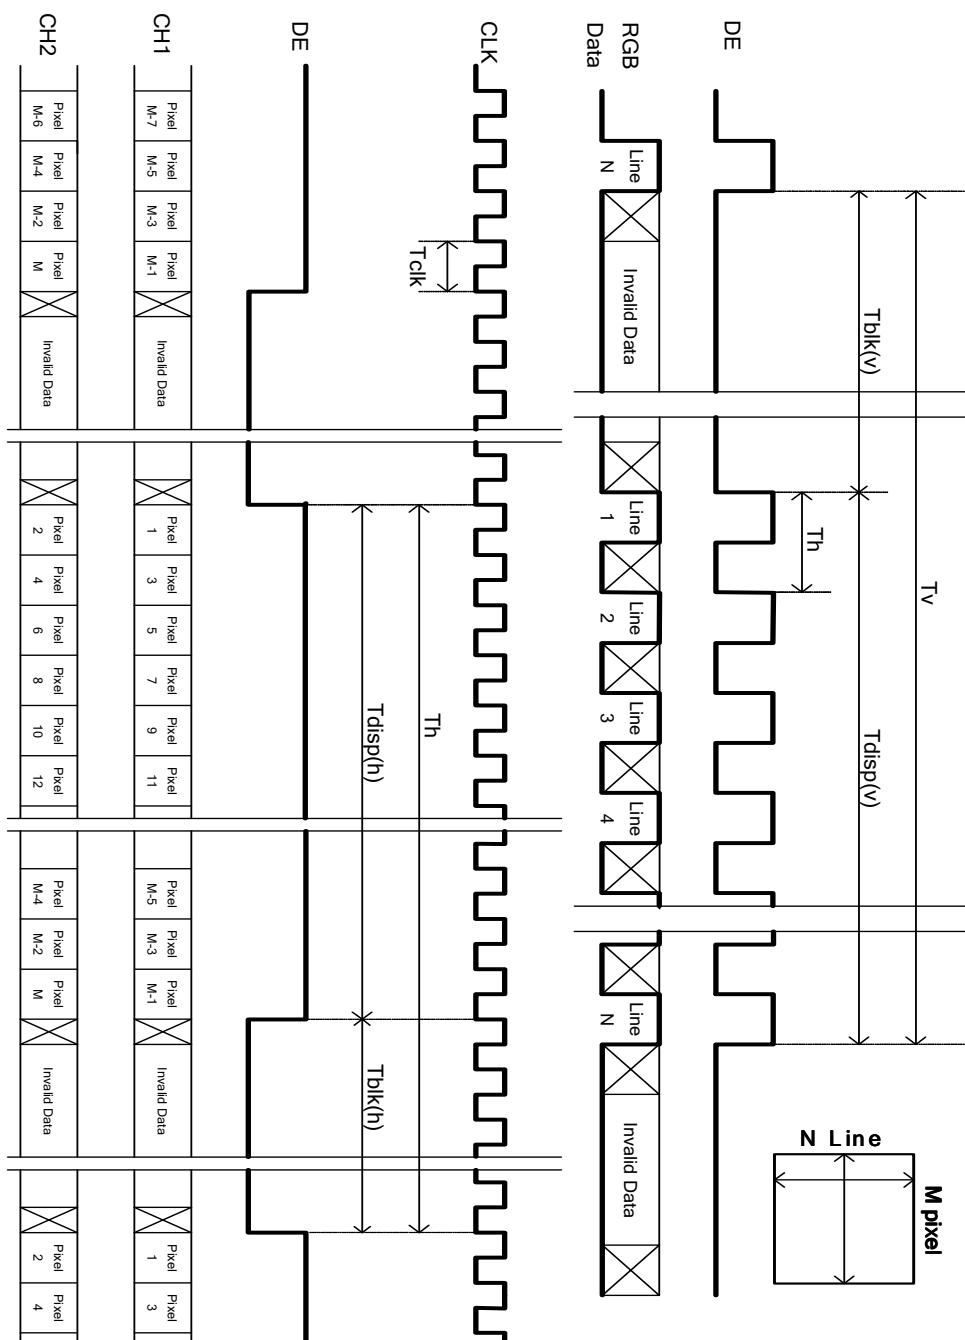 Tv
Tblk(v)
Tdisp(v)
Th
DE
RGB
Data
Line
N
Invalid Data
Line
1
Line
2
Line
3
Line
4
Line
N
Invalid Data
M pixel
N Line
CLK
Tclk
Th
Tdisp(h)
Tblk(h)
DE
CH1
Pixel
M-7
Pixel
M-5
Pixel
M-3
Pixel
M-1
Invalid Data
Pixel
1
Pixel
3
Pixel
5
Pixel
7
Pixel
9
Pixel
11
Pixel
M-5
Pixel
M-3
Pixel
M-1
Invalid Data
Pixel
1
Pixel
3
CH2
Pixel
M-6
Pixel
M-4
Pixel
M-2
Pixel
M
Invalid Data
Pixel
2
Pixel
4
Pixel
6
Pixel
8
Pixel
10
Pixel
12
Pixel
M-4
Pixel
M-2
Pixel
M
Invalid Data
Pixel
2
Pixel
4